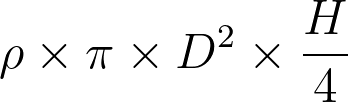 ρ × π × D² × H/4